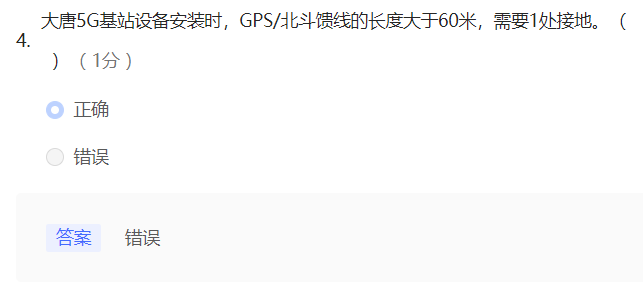 大唐5G基站设备安装时，GPS/北斗馈线的长度大于60米，需要1处接地。（
4.
）（ 1分 ）
正确
错误
答案 错误